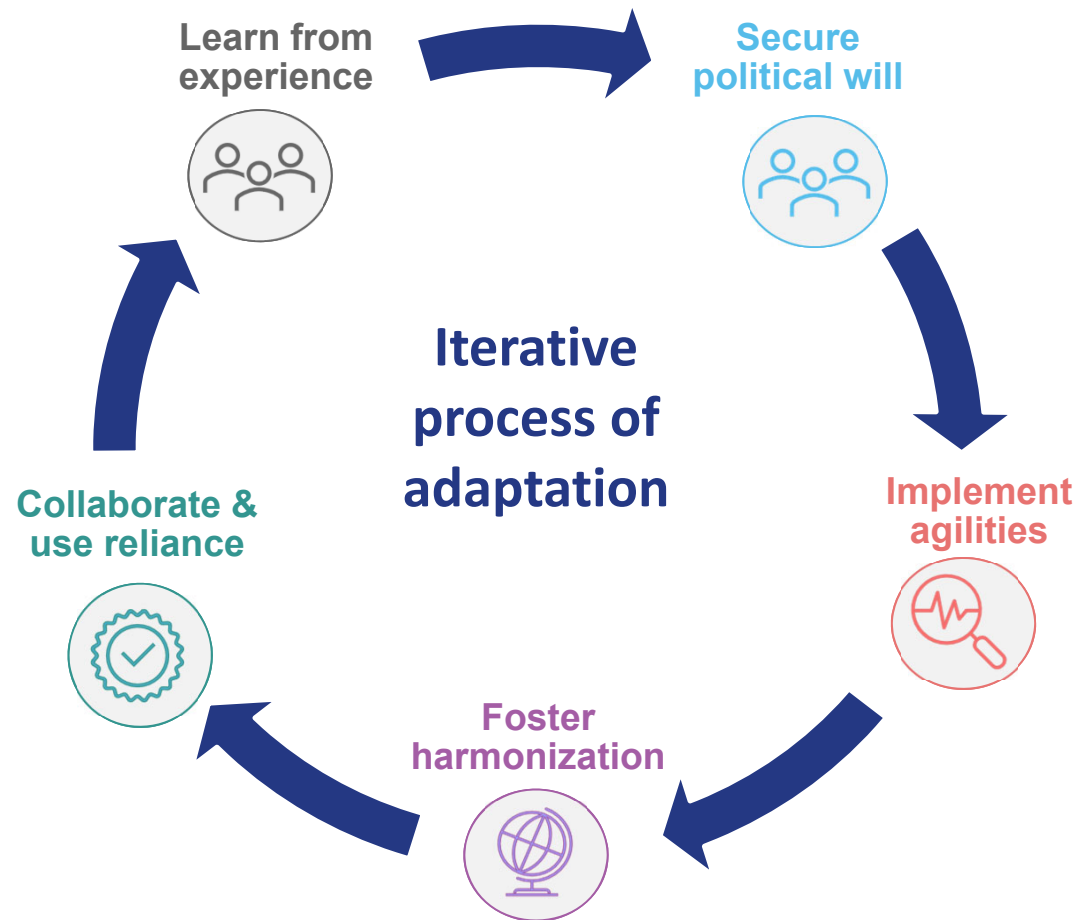 Learn from
experience
Secure
political will
Iterative
process of
adaptation
Collaborate &
use reliance
Implement
agilities
Foster
harmonization